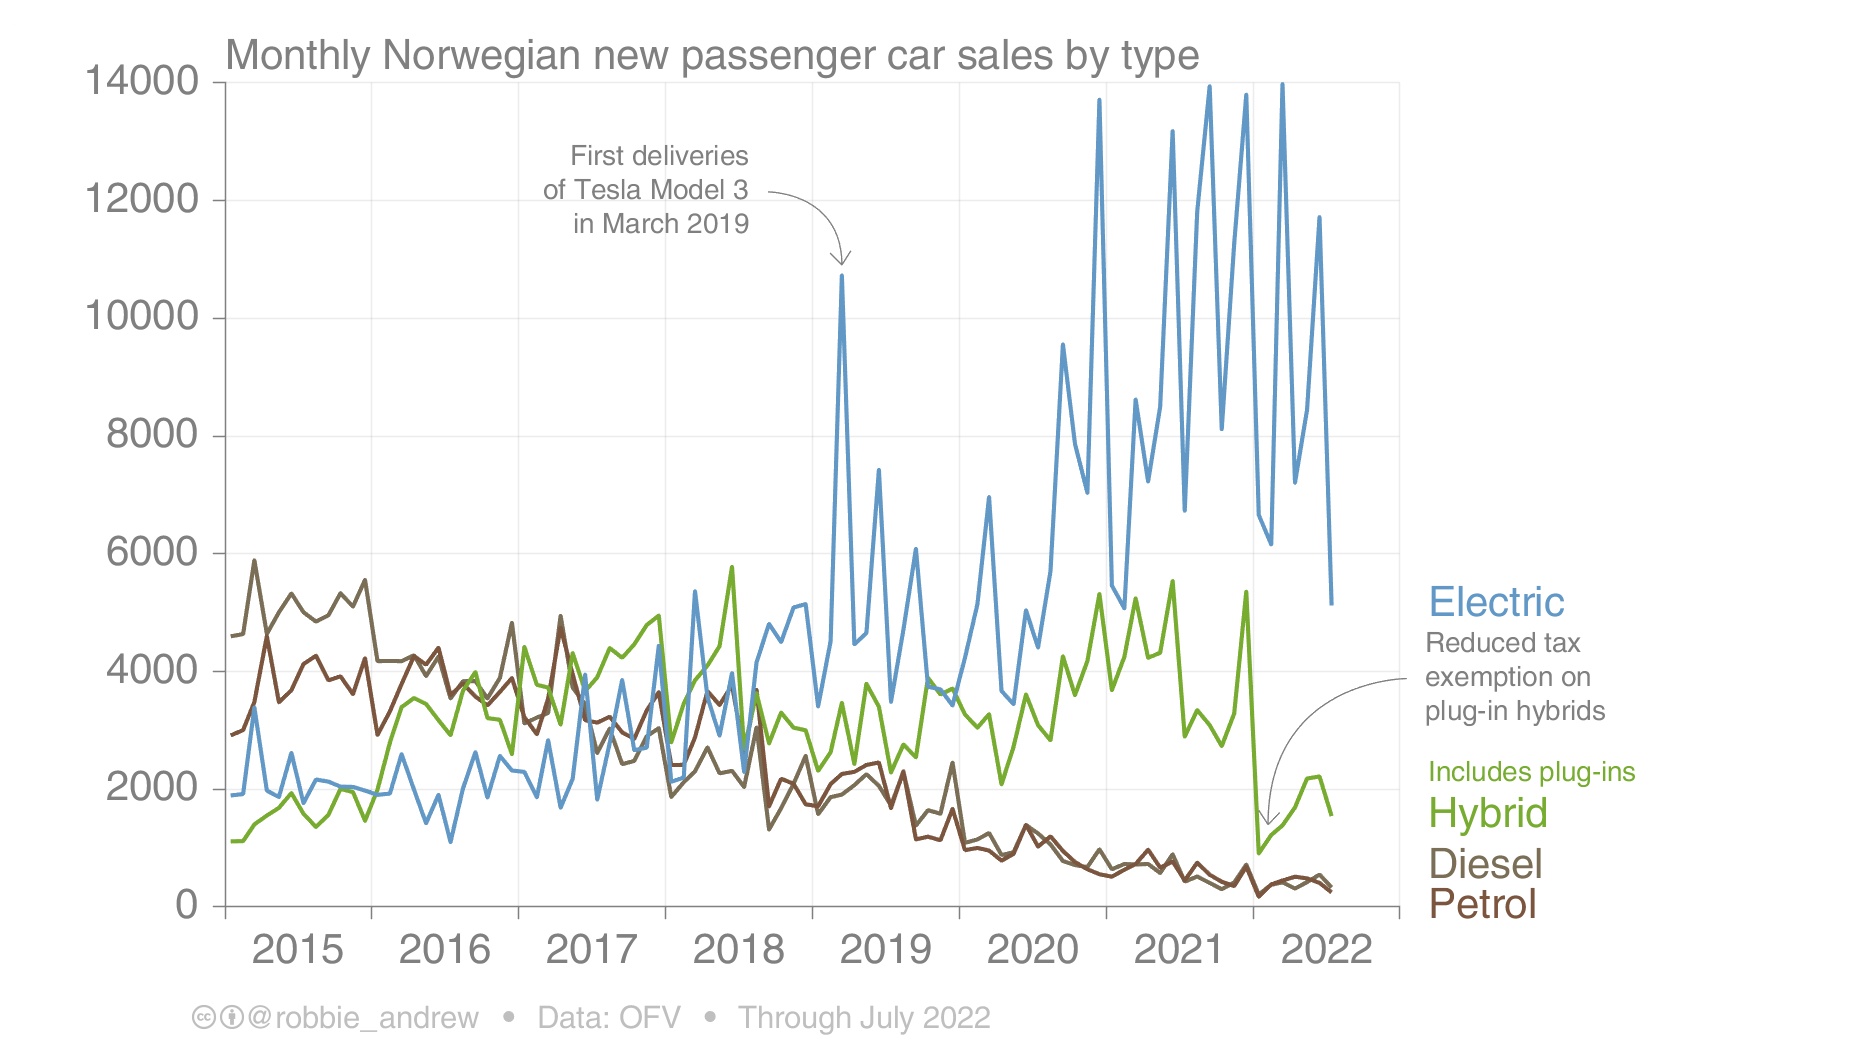 Monthly Norwegian new passenger car sales by type
14000
12000
10000
8000
6000
4000
2000
0
First deliveries
of Tesla Model 3
in March 2019
Electric
Reduced tax
exemption on
plug-in hybrids
Includes plug-ins
Hybrid
Diesel
Petrol
2015 2016 2017 2018 2019 2020 2021 2022
cc @robbie_andrew • Data: OFV • Through July 2022